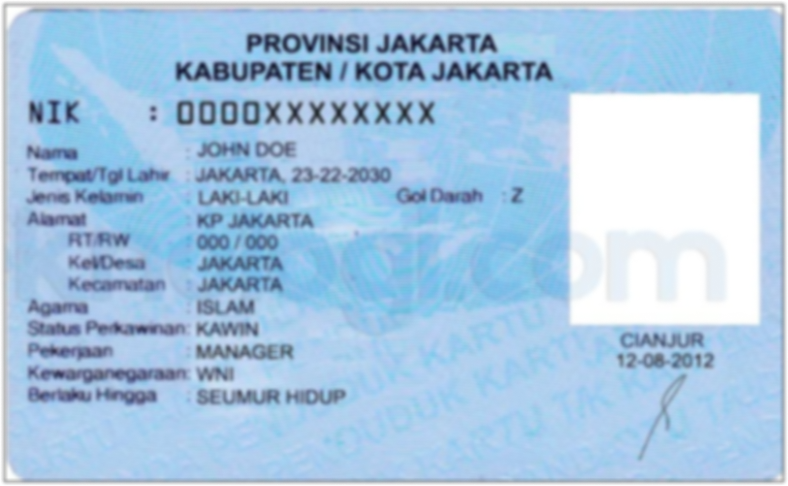 PROVINSI JAKARTA
KABUPATEN / KOTA JAKARTA
NIK : 0000XXXXXXXX
Nama : JOHN DOE
Tempat/Tgl Lahir : JAKARTA, 23-22-2030
Jenis Kelamin : LAKI-LAKI Gol Darah : Z
Alamat : KP JAKARTA
RT/RW : 000 / 000
Kel/Desa : JAKARTA
Kecamatan : JAKARTA
Agama : ISLAM
Status Perkawinan: KAWIN
Pekerjaan : MANAGER
Kewarganegaraan: WNI
Berlaku Hingga : SEUMUR HIDUP
CIANJUR
12-08-2012